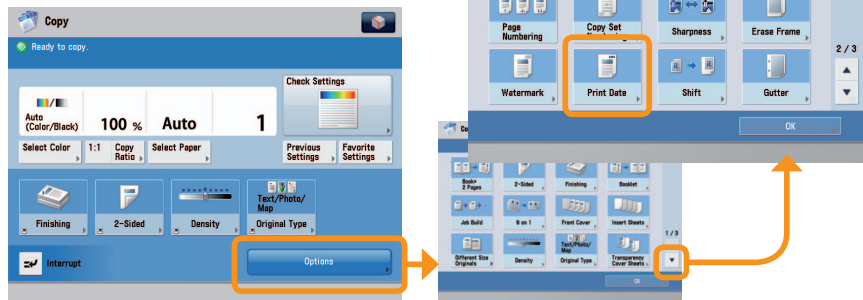 Copy
Ready to copy.
Check Settings
Auto
(Color/Black)
100 %
Auto
1
Select Color
1:1
Copy
Ratio
Select Paper
Previous
Settings
Favorite
Settings
Finishing
2-Sided
Density
Text/Photo/
Map
Original Type
Interrupt
Options
Page
Numbering
Copy Set
Numbering
Sharpness
Erase Frame
2 / 3
Watermark
Print Date
Shift
Gutter
OK
Co
Book▸
2 Pages
2-Sided
Finishing
Booklet
Job Build
N on 1
Front Cover
Insert Sheets
1 / 3
Different Size
Originals
Density
Text/Photo/
Map
Original Type
Transparency
Cover Sheets
OK